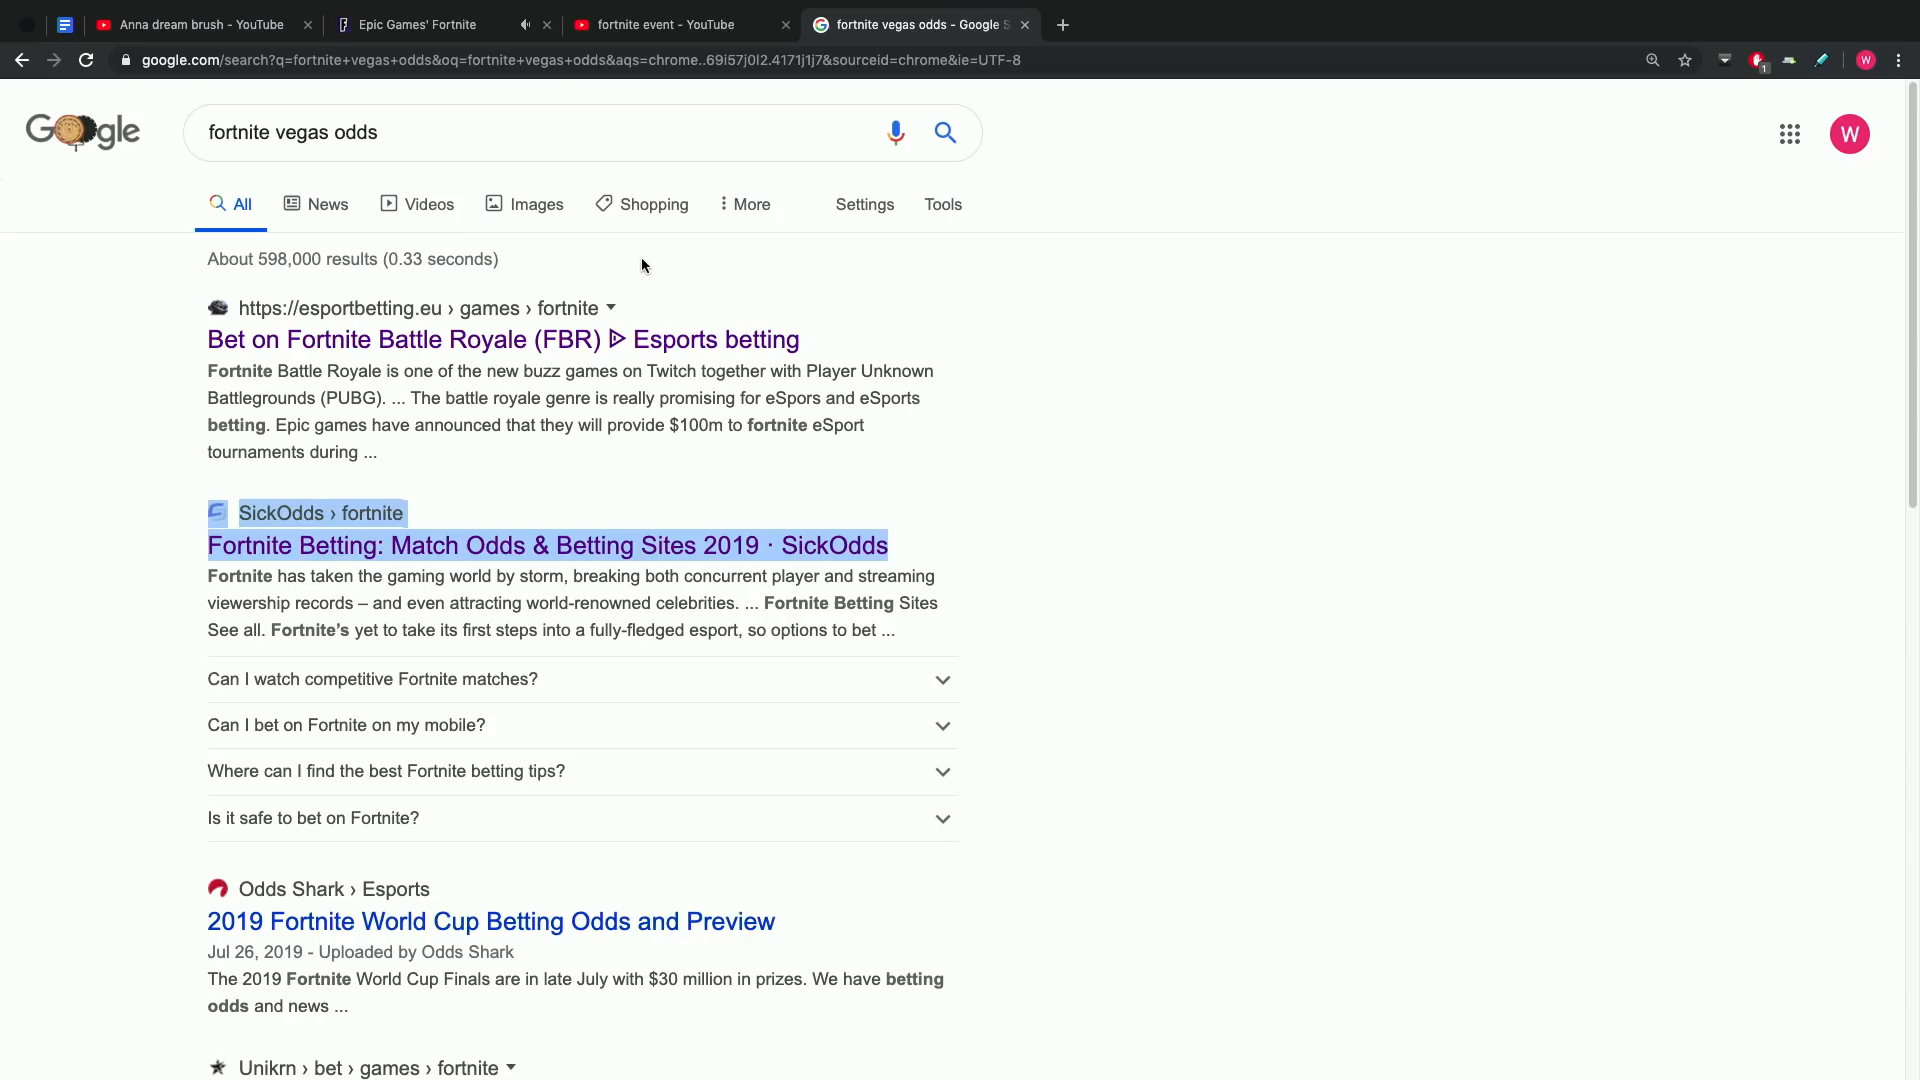 Anna dream brush - YouTube
Epic Games' Fortnite
fortnite event - YouTube
fortnite vegas odds - Google S
google.com/search?q=fortnite+vegas+odds&oq=fortnite+vegas+odds&aqs=chrome..69i57j0l2.4171j1j7&sourceid=chrome&ie=UTF-8
1
W
Google
fortnite vegas odds
W
All
News
Videos
Images
Shopping
More
Settings
Tools
About 598,000 results (0.33 seconds)
https://esportbetting.eu › games › fortnite
Bet on Fortnite Battle Royale (FBR) ᐉ Esports betting
Fortnite Battle Royale is one of the new buzz games on Twitch together with Player Unknown
Battlegrounds (PUBG). ... The battle royale genre is really promising for eSpors and eSports
betting. Epic games have announced that they will provide $100m to fortnite eSport
tournaments during ...
SickOdds › fortnite
Fortnite Betting: Match Odds & Betting Sites 2019 · SickOdds
Fortnite has taken the gaming world by storm, breaking both concurrent player and streaming
viewership records – and even attracting world-renowned celebrities. ... Fortnite Betting Sites
See all. Fortnite's yet to take its first steps into a fully-fledged esport, so options to bet ...
Can I watch competitive Fortnite matches?
Can I bet on Fortnite on my mobile?
Where can I find the best Fortnite betting tips?
Is it safe to bet on Fortnite?
Odds Shark › Esports
2019 Fortnite World Cup Betting Odds and Preview
Jul 26, 2019 - Uploaded by Odds Shark
The 2019 Fortnite World Cup Finals are in late July with $30 million in prizes. We have betting
odds and news ...
Unikrn › bet › games › fortnite